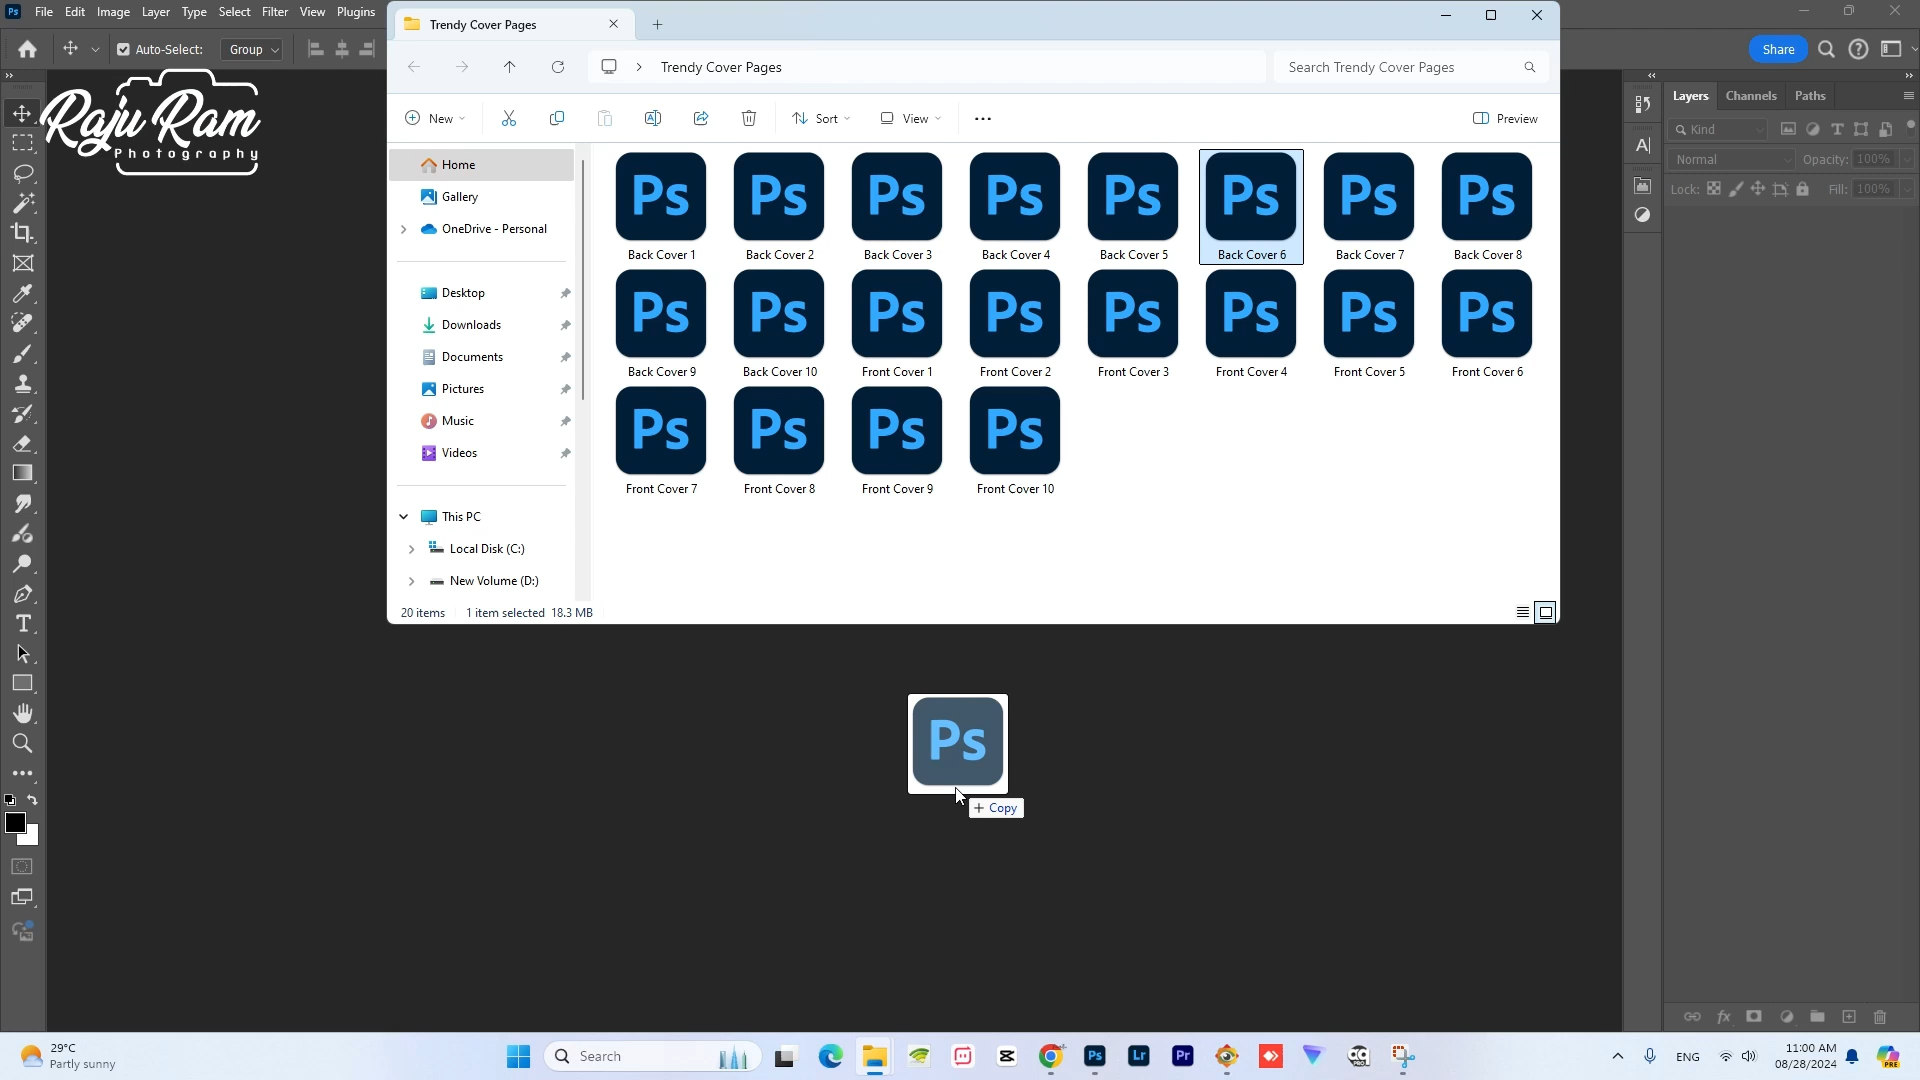 Ps File Edit Image Layer Type Select Filter View Plugins
Trendy Cover Pages
Auto-Select: Group
Share
Trendy Cover Pages
Search Trendy Cover Pages
Raju Ram
Photography
New Sort View Preview
Layers Channels Paths
Kind
Normal Opacity: 100%
Lock: Fill: 100%
Home
Gallery
OneDrive - Personal
Desktop
Downloads
Documents
Pictures
Music
Videos
This PC
Local Disk (C:)
New Volume (D:)
Ps Ps Ps Ps Ps Ps Ps Ps
Back Cover 1 Back Cover 2 Back Cover 3 Back Cover 4 Back Cover 5 Back Cover 6 Back Cover 7 Back Cover 8
Ps Ps Ps Ps Ps Ps Ps Ps
Back Cover 9 Back Cover 10 Front Cover 1 Front Cover 2 Front Cover 3 Front Cover 4 Front Cover 5 Front Cover 6
Ps Ps Ps Ps
Front Cover 7 Front Cover 8 Front Cover 9 Front Cover 10
20 items 1 item selected 18.3 MB
Ps
+ Copy
29°C
Partly sunny
Search
Ps Lr Pr
ENG
11:00 AM
08/28/2024
PRE